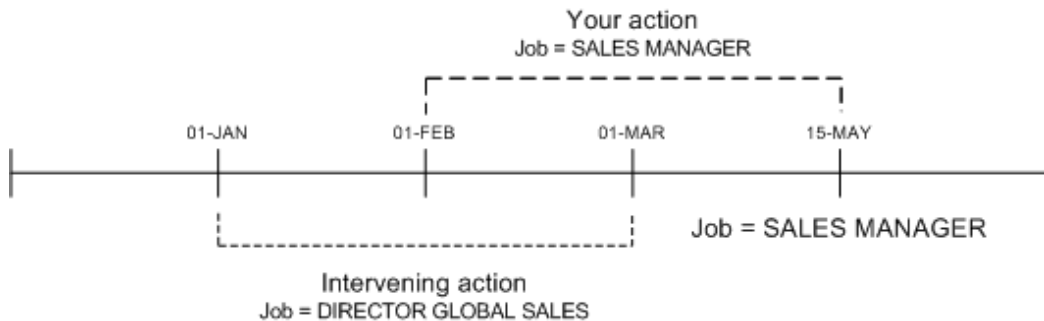 Your action
Job = SALES MANAGER
01-JAN 01-FEB 01-MAR 15-MAY
Job = SALES MANAGER
Intervening action
Job = DIRECTOR GLOBAL SALES